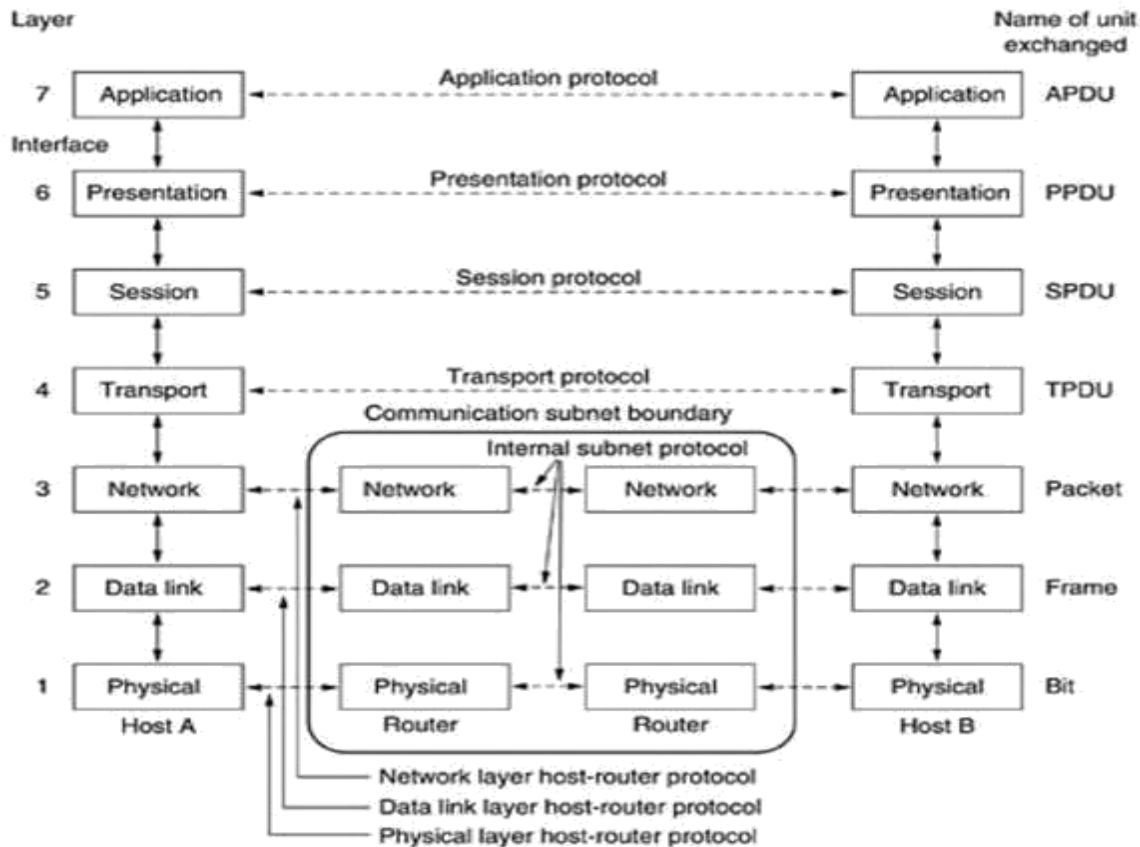 Layer
Name of unit
exchanged
7 Application Application protocol Application APDU
Interface
6 Presentation Presentation protocol Presentation PPDU
5 Session Session protocol Session SPDU
4 Transport Transport protocol Transport TPDU
Communication subnet boundary
Internal subnet protocol
3 Network Network Network Network Packet
2 Data link Data link Data link Data link Frame
1 Physical Physical Physical Physical Bit
Host A Router Router Host B
Network layer host-router protocol
Data link layer host-router protocol
Physical layer host-router protocol